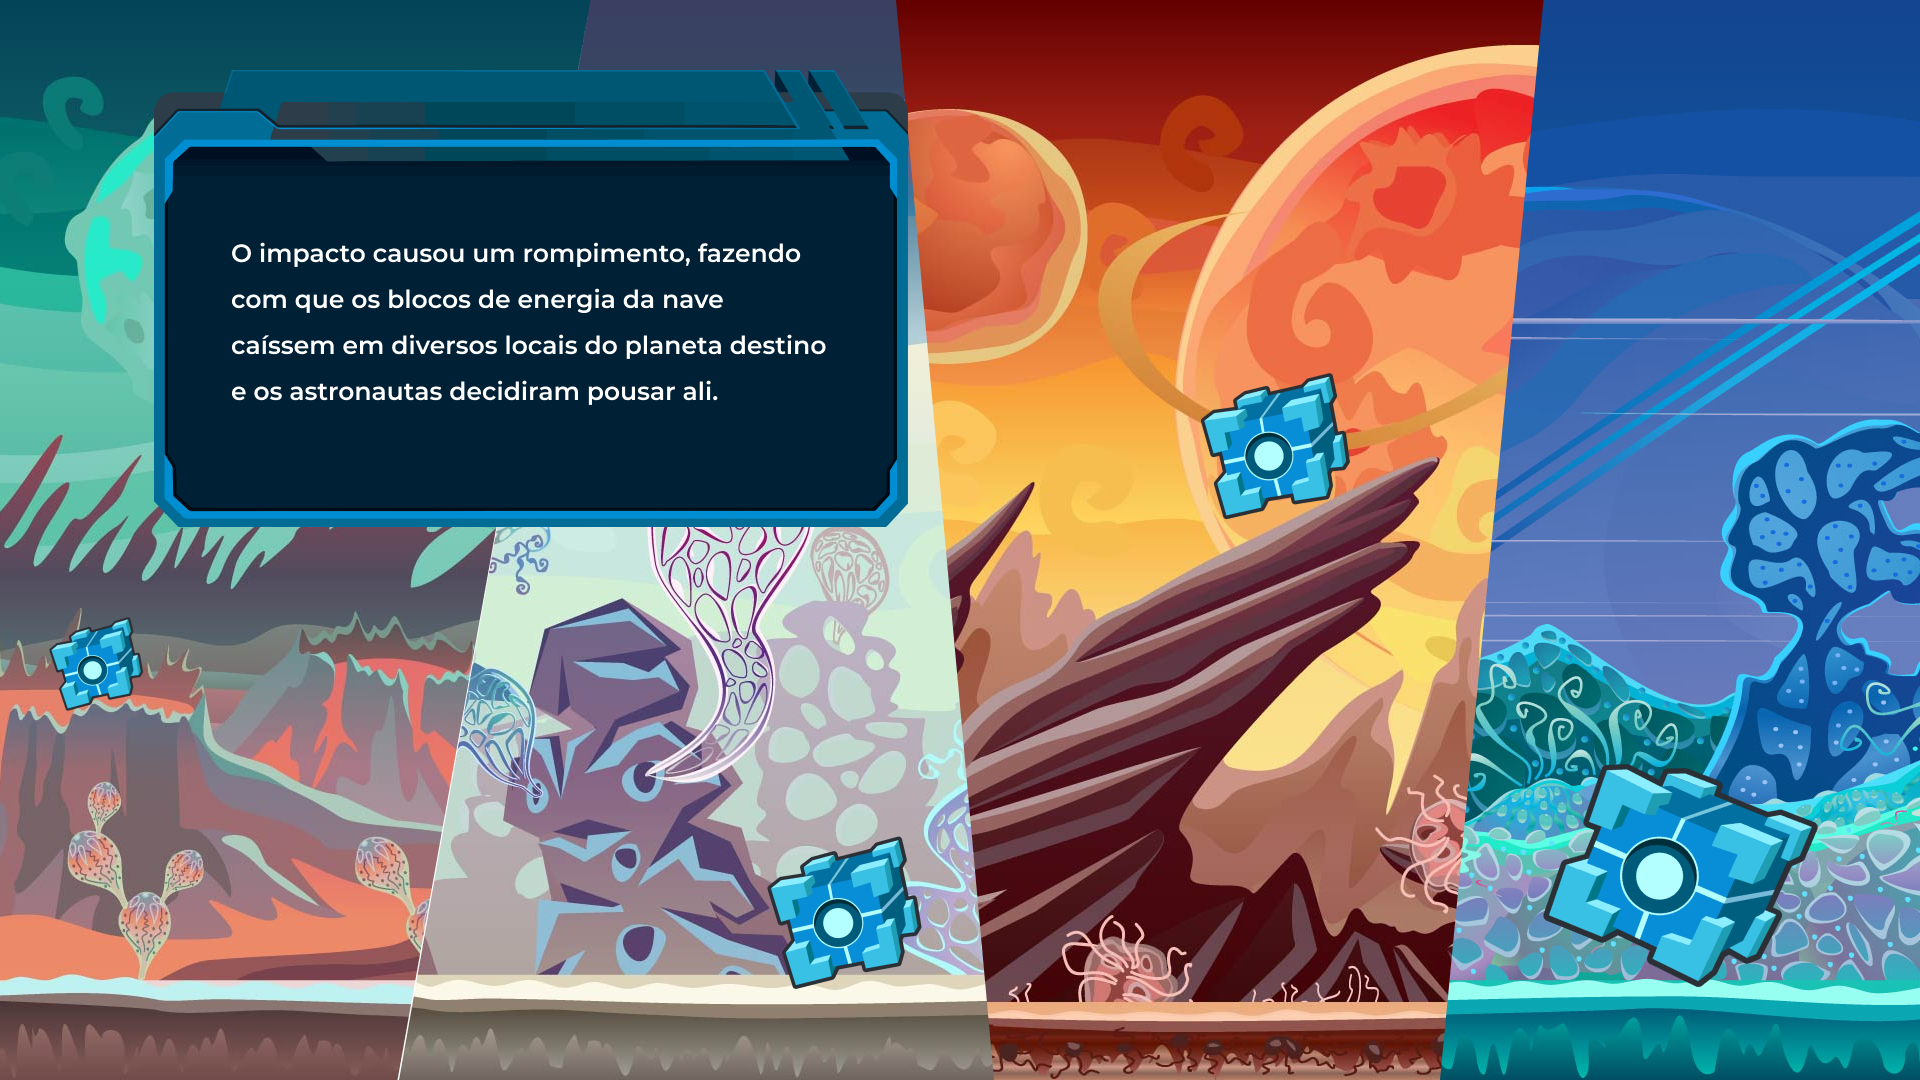 O impacto causou um rompimento, fazendo
com que os blocos de energia da nave
caíssem em diversos locais do planeta destino
e os astronautas decidiram pousar ali.